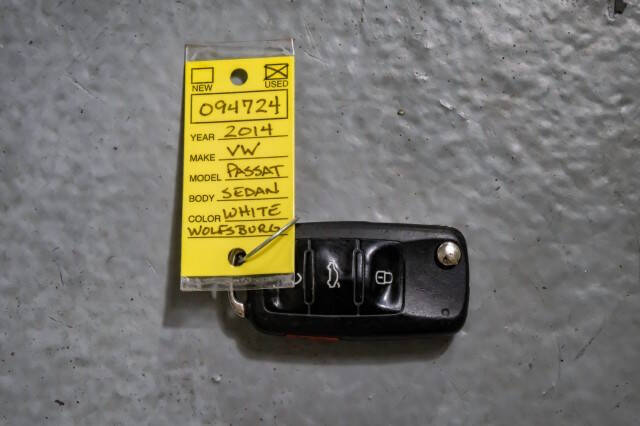 NEW USED
094724
YEAR 2014
MAKE VW
MODEL PASSAT
BODY SEDAN
COLOR WHITE
WOLFSBURG